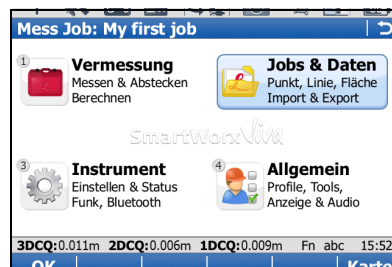 Mess Job: My first job
1
Vermessung
Messen & Abstecken
Berechnen
Jobs & Daten
Punkt, Linie, Fläche
Import & Export
SmartWorx Viva
3
Instrument
Einstellen & Status
Funk, Bluetooth
4
Allgemein
Profile, Tools,
Anzeige & Audio
3DCQ:0.011m 2DCQ:0.006m 1DCQ:0.009m Fn abc 15:52
OK Karte